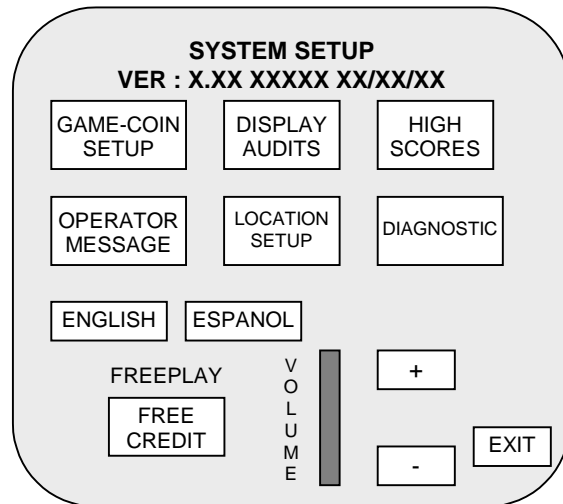 SYSTEM SETUP
VER : X.XX XXXXX XX/XX/XX
GAME-COIN
SETUP
DISPLAY
AUDITS
HIGH
SCORES
OPERATOR
MESSAGE
LOCATION
SETUP
DIAGNOSTIC
ENGLISH
ESPANOL
FREEPLAY
FREE
CREDIT
VOLUME
+
-
EXIT